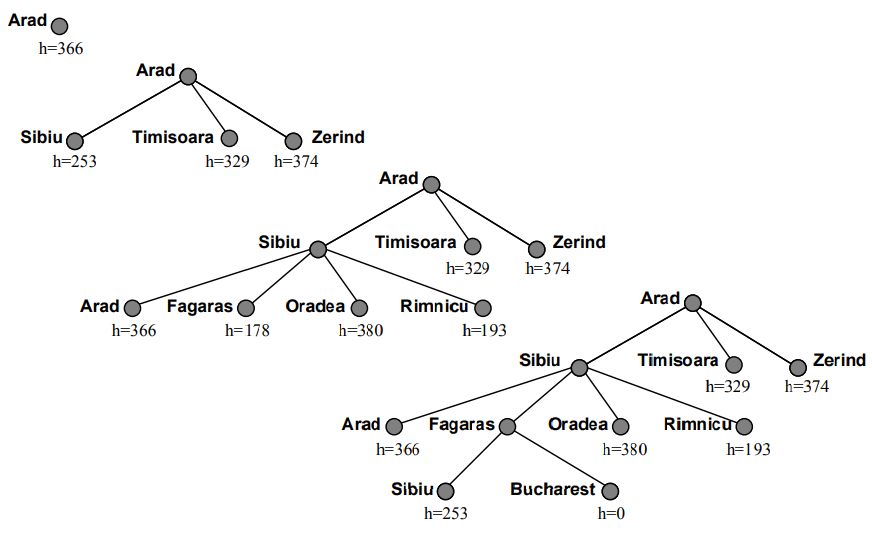 Arad
h=366
Arad
Sibiu Timisoara Zerind
h=253 h=329 h=374
Arad
Sibiu Timisoara Zerind
h=329 h=374
Arad Fagaras Oradea Rimnicu
h=366 h=178 h=380 h=193
Arad
Sibiu Timisoara Zerind
h=329 h=374
Arad Fagaras Oradea Rimnicu
h=366 h=380 h=193
Sibiu Bucharest
h=253 h=0